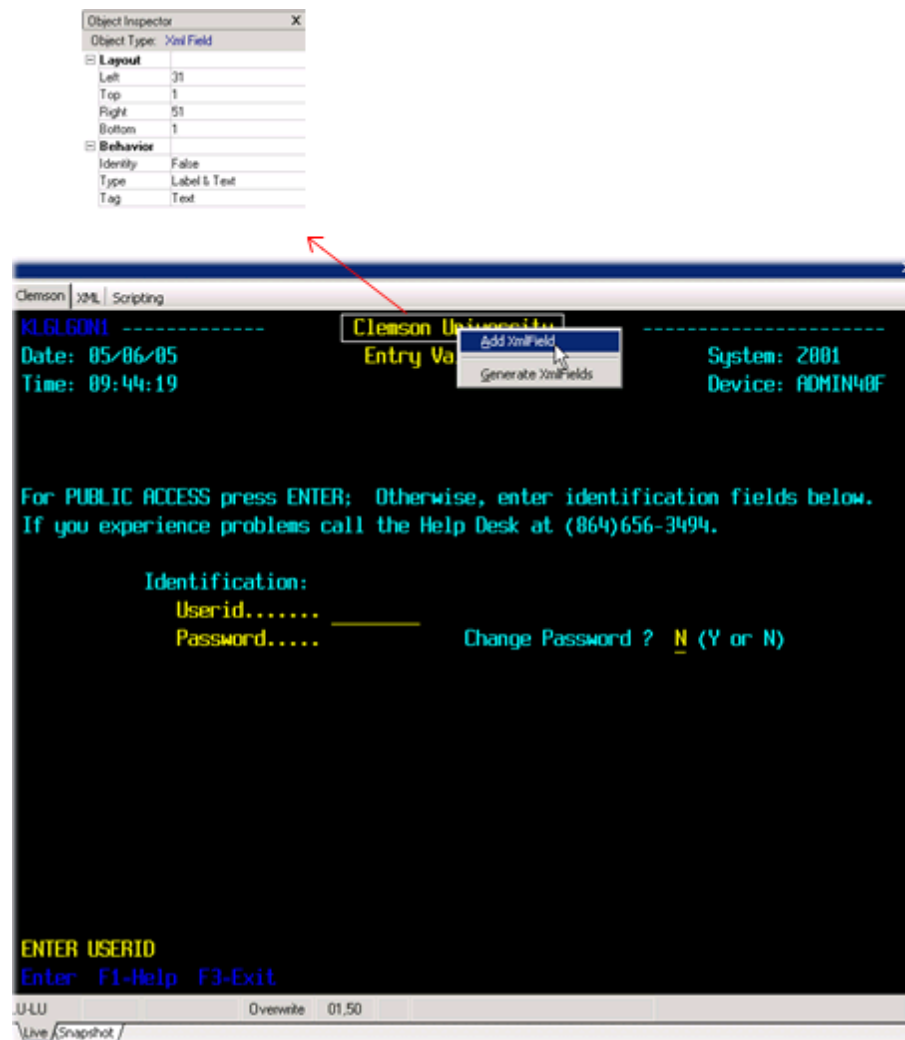 Object Inspector X
Object Type: Xml Field
Layout
Left 31
Top 1
Right 51
Bottom 1
Behavior
Identity False
Type Label & Text
Tag Text
Clemson XML Scripting
KLGLGON1 ------------- Clemson University ----------------------
Add XmlField
Date: 05/06/05 Entry Va System: 2001
Generate XmlFields
Time: 09:44:19 Device: ADMIN40F
For PUBLIC ACCESS press ENTER; Otherwise, enter identification fields below.
If you experience problems call the Help Desk at (864)656-3494.
Identification:
Userid.......
Password..... Change Password ? N (Y or N)
ENTER USERID
Enter F1-Help F3-Exit
U-LU Overwrite 01,50
Live Snapshot